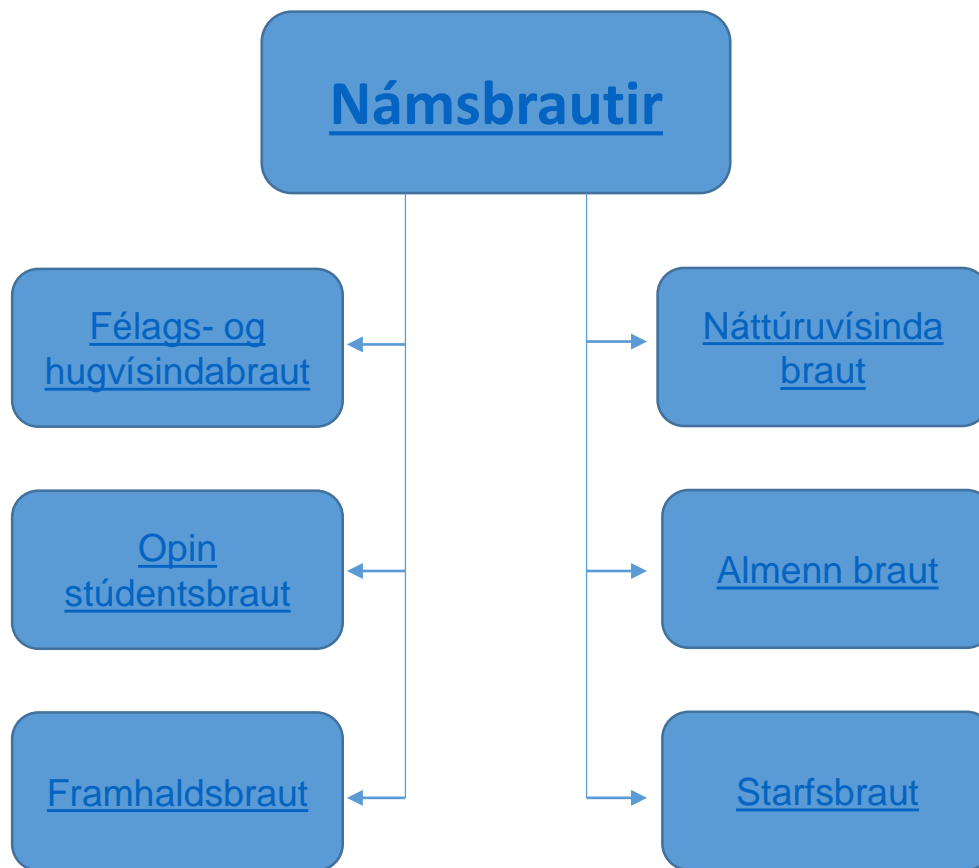 Námsbrautir
Félags- og
hugvísindabraut
Náttúruvísinda
braut
Opin
stúdentsbraut
Almenn braut
Framhaldsbraut
Starfsbraut